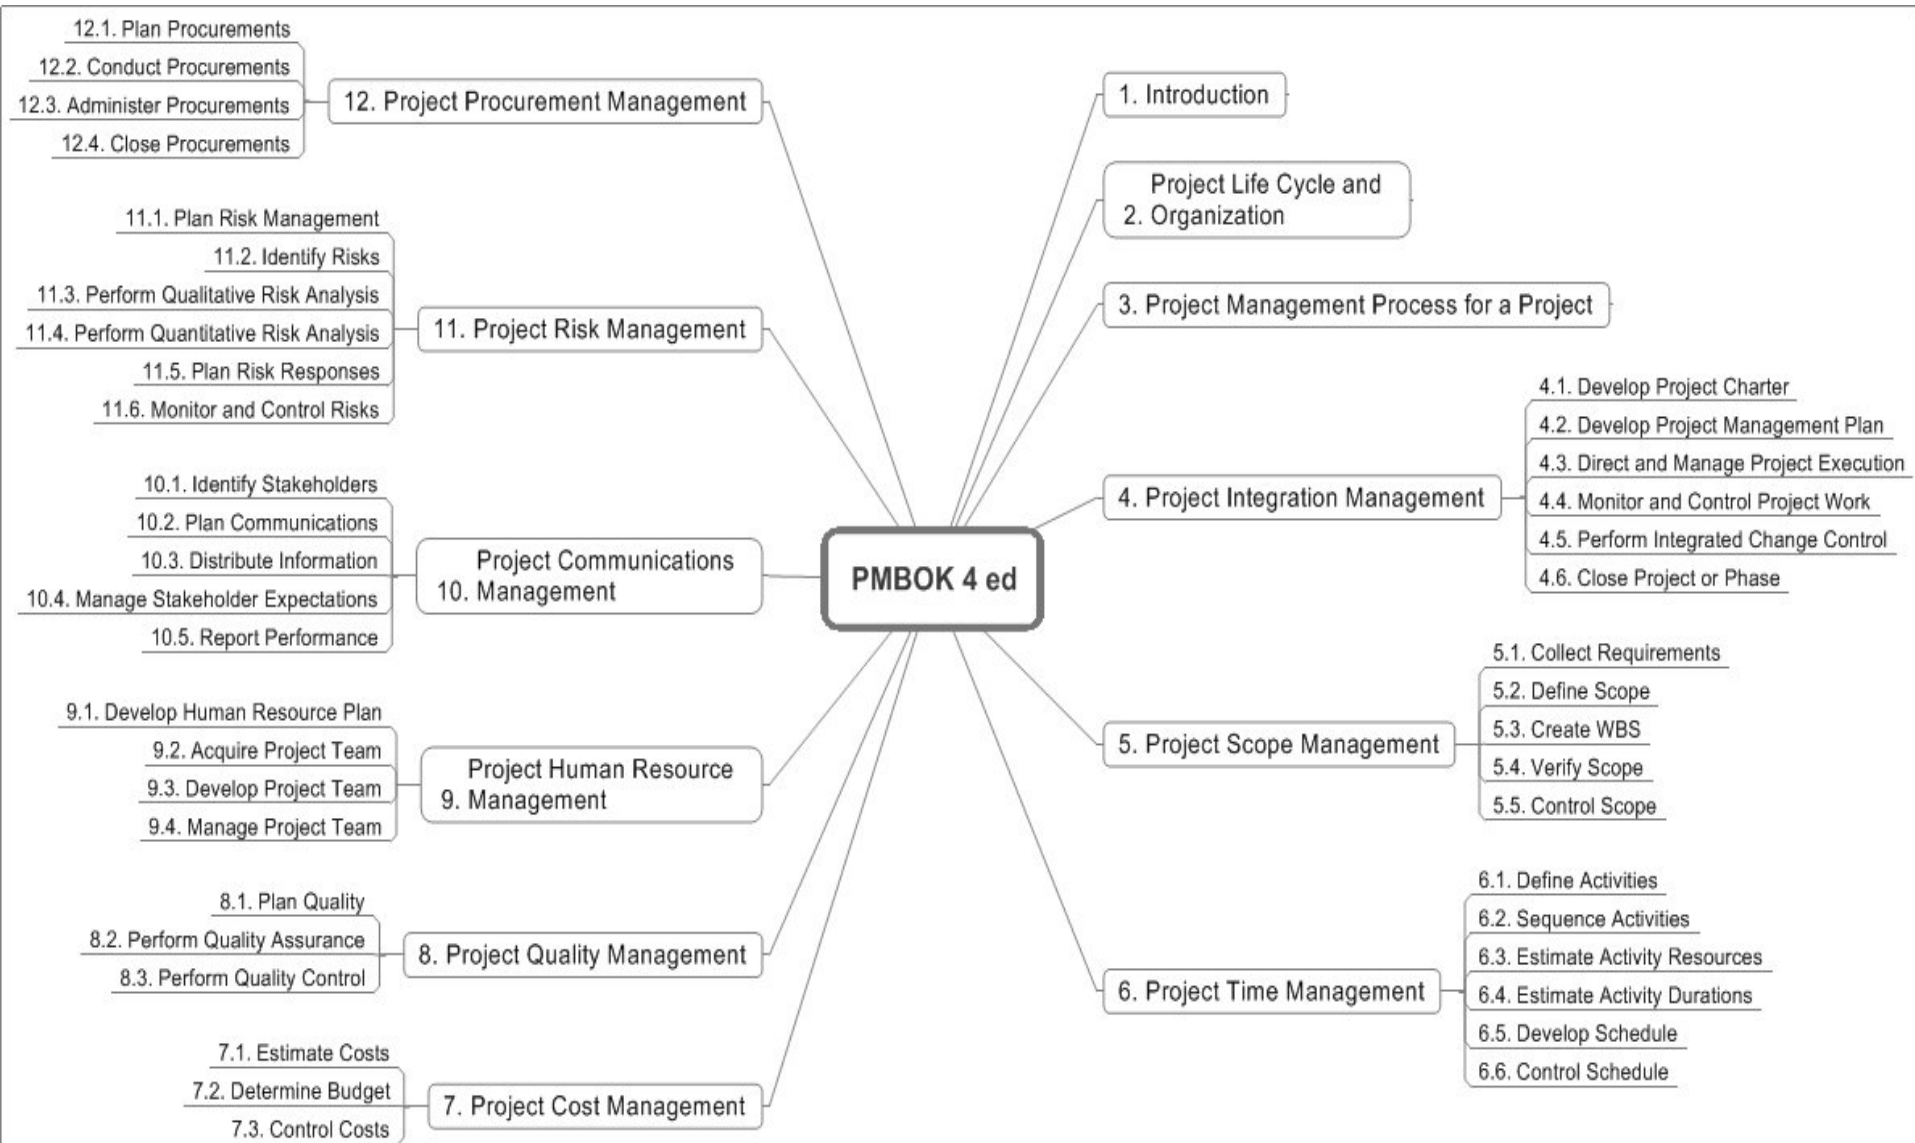 PMBOK 4 ed
1. Introduction
Project Life Cycle and
2. Organization
3. Project Management Process for a Project
4. Project Integration Management
4.1. Develop Project Charter
4.2. Develop Project Management Plan
4.3. Direct and Manage Project Execution
4.4. Monitor and Control Project Work
4.5. Perform Integrated Change Control
4.6. Close Project or Phase
5. Project Scope Management
5.1. Collect Requirements
5.2. Define Scope
5.3. Create WBS
5.4. Verify Scope
5.5. Control Scope
6. Project Time Management
6.1. Define Activities
6.2. Sequence Activities
6.3. Estimate Activity Resources
6.4. Estimate Activity Durations
6.5. Develop Schedule
6.6. Control Schedule
7. Project Cost Management
7.1. Estimate Costs
7.2. Determine Budget
7.3. Control Costs
8. Project Quality Management
8.1. Plan Quality
8.2. Perform Quality Assurance
8.3. Perform Quality Control
Project Human Resource
9. Management
9.1. Develop Human Resource Plan
9.2. Acquire Project Team
9.3. Develop Project Team
9.4. Manage Project Team
Project Communications
10. Management
10.1. Identify Stakeholders
10.2. Plan Communications
10.3. Distribute Information
10.4. Manage Stakeholder Expectations
10.5. Report Performance
11. Project Risk Management
11.1. Plan Risk Management
11.2. Identify Risks
11.3. Perform Qualitative Risk Analysis
11.4. Perform Quantitative Risk Analysis
11.5. Plan Risk Responses
11.6. Monitor and Control Risks
12. Project Procurement Management
12.1. Plan Procurements
12.2. Conduct Procurements
12.3. Administer Procurements
12.4. Close Procurements